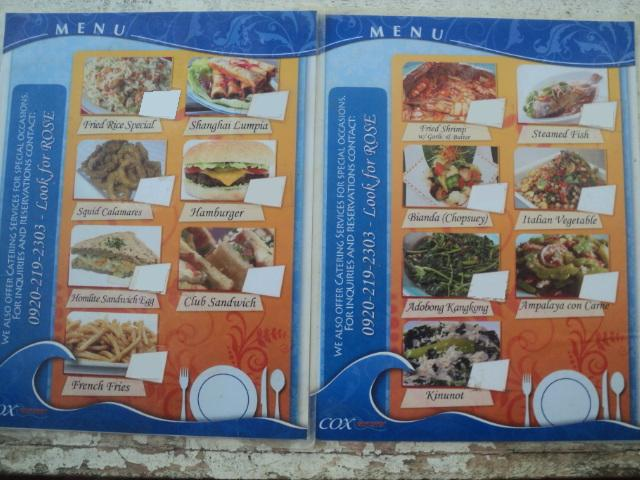 MENU
WE ALSO OFFER CATERING SERVICES FOR SPECIAL OCCASIONS.
FOR INQUIRIES AND RESERVATIONS CONTACT:
0920-219-2303 - Look for ROSE
Fried Rice Special
Shanghai Lumpia
Squid Calamares
Hamburger
Homlite Sandwich Egg
Club Sandwich
French Fries
COX
MENU
WE ALSO OFFER CATERING SERVICES FOR SPECIAL OCCASIONS.
FOR INQUIRIES AND RESERVATIONS CONTACT:
0920-219-2303 - Look for ROSE
Fried Shrimp
w/ Garlic & Butter
Steamed Fish
Bianda (Chopsuey)
Italian Vegetable
Adobong Kangkong
Ampalaya con Carne
Kinunot
COX